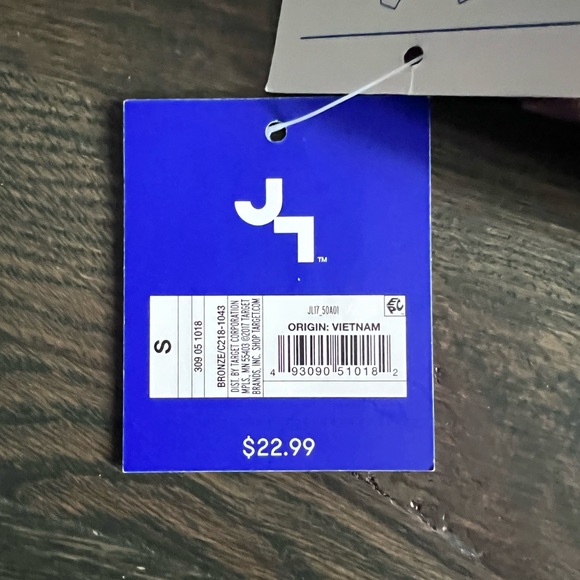 JL™
S
309 05 1018
BRONZE/C218-1043
DIST. BY TARGET CORPORATION
MPLS, MN 55403 ©2017 TARGET
BRANDS, INC. SHOP TARGET.COM
JL17_50A01
ORIGIN: VIETNAM
4 93090 51018 2
$22.99